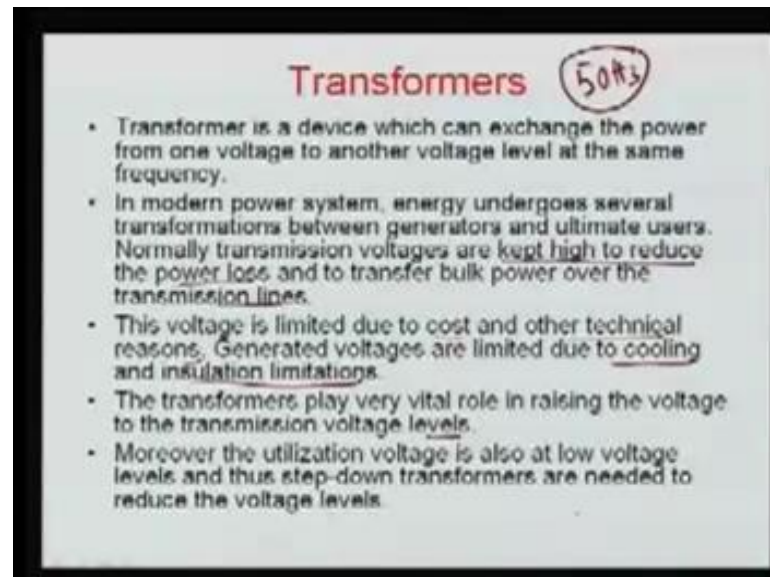 Transformers 50Hz
• Transformer is a device which can exchange the power
from one voltage to another voltage level at the same
frequency.
• In modern power system, energy undergoes several
transformations between generators and ultimate users.
Normally transmission voltages are kept high to reduce
the power loss and to transfer bulk power over the
transmission lines.
• This voltage is limited due to cost and other technical
reasons. Generated voltages are limited due to cooling
and insulation limitations.
• The transformers play very vital role in raising the voltage
to the transmission voltage levels.
• Moreover the utilization voltage is also at low voltage
levels and thus step-down transformers are needed to
reduce the voltage levels.